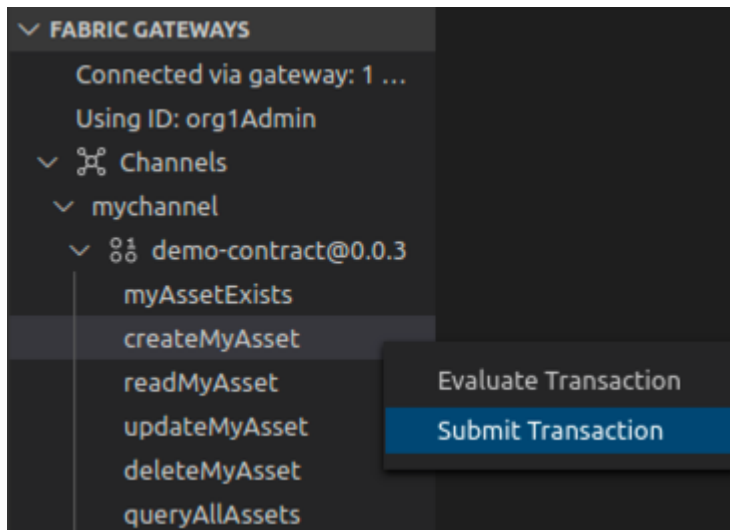 FABRIC GATEWAYS
Connected via gateway: 1 ...
Using ID: org1Admin
Channels
mychannel
demo-contract@0.0.3
myAssetExists
createMyAsset
readMyAsset
Evaluate Transaction
updateMyAsset
Submit Transaction
deleteMyAsset
queryAllAssets